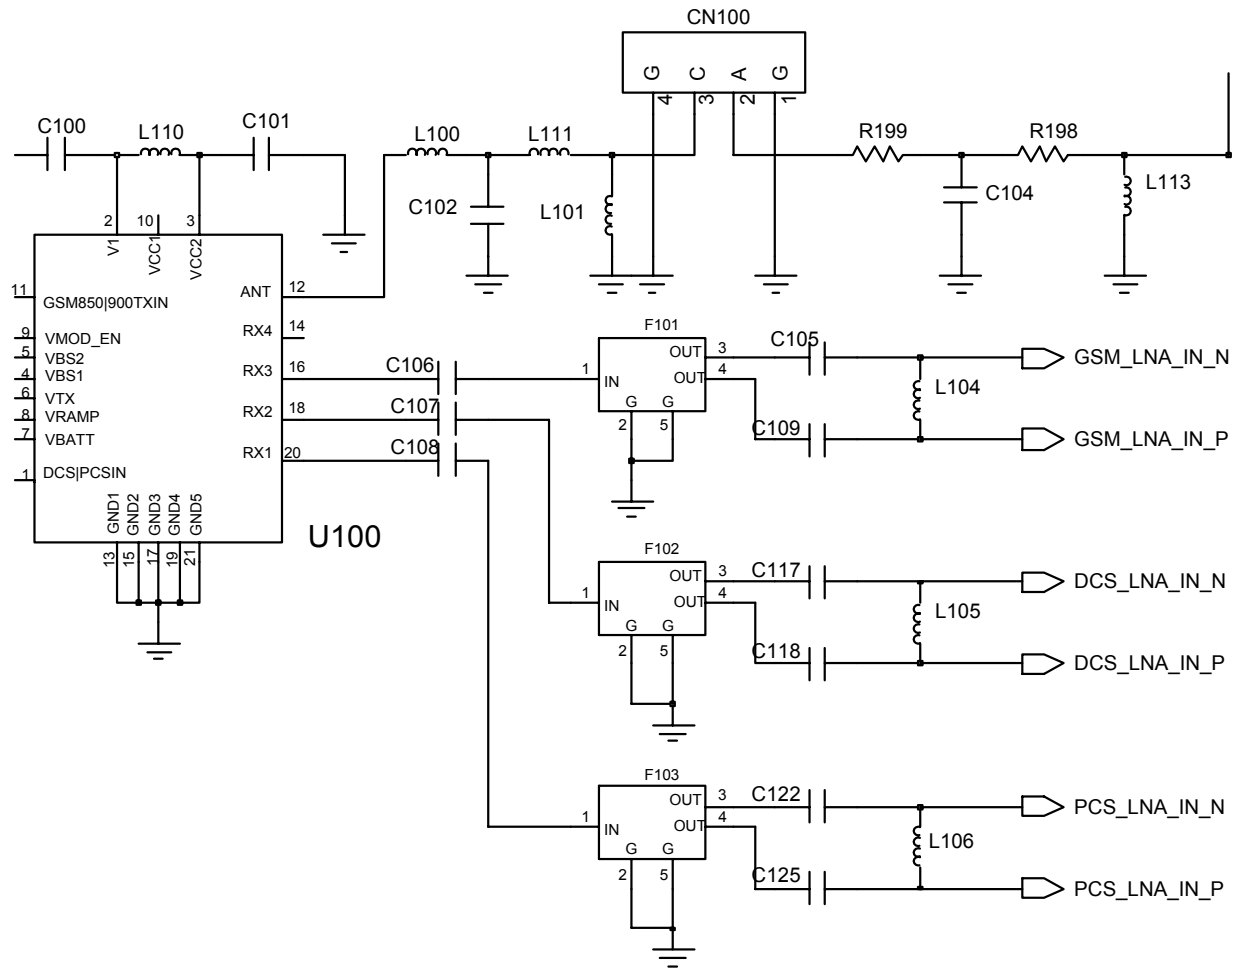 CN100
G
C
A
G
4
3
2
1
C100
L110
C101
L100
L111
R199
R198
C102
L101
C104
L113
2
10
3
V1
VCC1
VCC2
11
GSM850|900TXIN
ANT
12
9
VMOD_EN
RX4
14
5
VBS2
4
VBS1
RX3
16
6
VTX
8
VRAMP
RX2
18
7
VBATT
RX1
20
1
DCS|PCSIN
GND1
GND2
GND3
GND4
GND5
13
15
17
19
21
U100
C106
C107
C108
F101
1
IN
OUT
3
OUT
4
G
G
2
5
C105
C109
L104
GSM_LNA_IN_N
GSM_LNA_IN_P
F102
1
IN
OUT
3
OUT
4
G
G
2
5
C117
C118
L105
DCS_LNA_IN_N
DCS_LNA_IN_P
F103
1
IN
OUT
3
OUT
4
G
G
2
5
C122
C125
L106
PCS_LNA_IN_N
PCS_LNA_IN_P